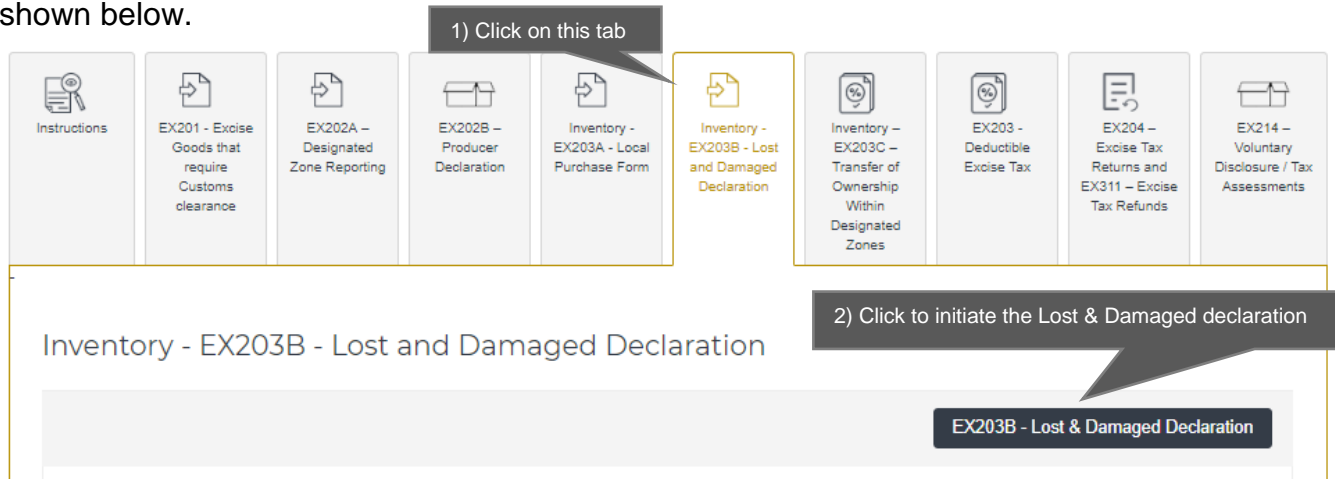 shown below.
1) Click on this tab
Instructions
EX201 - Excise
Goods that
require
Customs
clearance
EX202A –
Designated
Zone Reporting
EX202B –
Producer
Declaration
Inventory -
EX203A - Local
Purchase Form
Inventory -
EX203B - Lost
and Damaged
Declaration
Inventory –
EX203C –
Transfer of
Ownership
Within
Designated
Zones
EX203 -
Deductible
Excise Tax
EX204 –
Excise Tax
Returns and
EX311 – Excise
Tax Refunds
EX214 –
Voluntary
Disclosure / Tax
Assessments
2) Click to initiate the Lost & Damaged declaration
Inventory - EX203B - Lost and Damaged Declaration
EX203B - Lost & Damaged Declaration